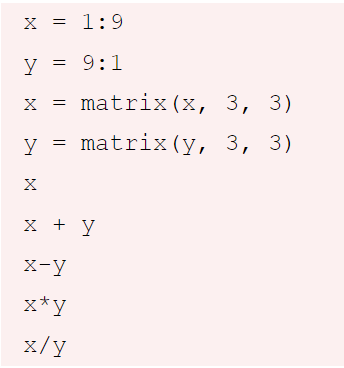 x = 1:9
y = 9:1
x = matrix(x, 3, 3)
y = matrix(y, 3, 3)
x
x + y
x-y
x*y
x/y